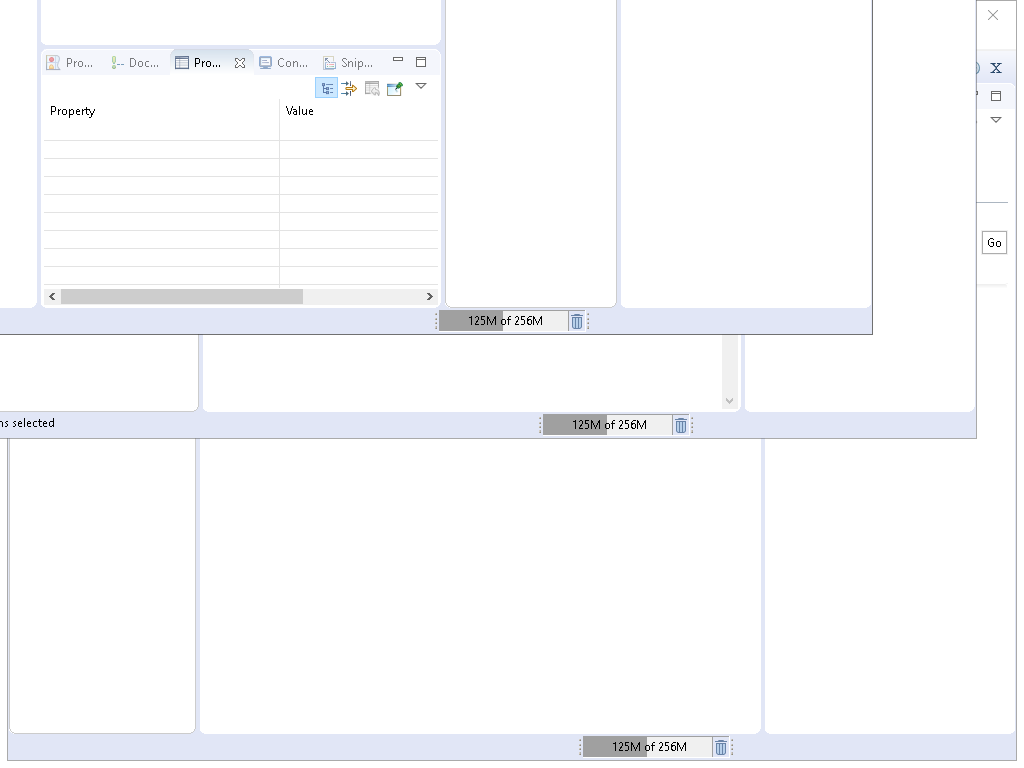 Pro... Doc... Pro... Con... Snip...
X
Property Value
Go
125M of 256M
ns selected
125M of 256M
125M of 256M